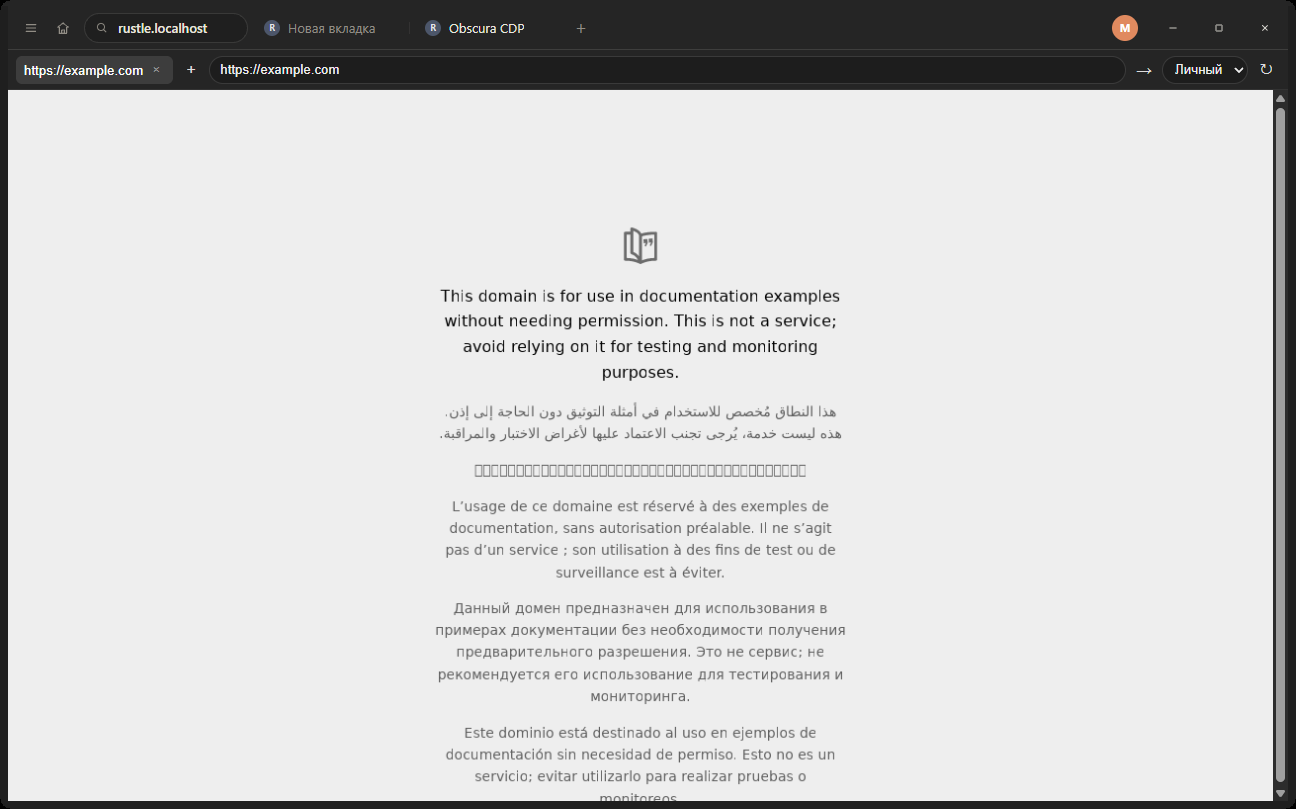 rustle.localhost
R Новая вкладка
R Obscura CDP
M
https://example.com
https://example.com
Личный
This domain is for use in documentation examples
without needing permission. This is not a service;
avoid relying on it for testing and monitoring
purposes.
هذا النطاق مُخصص للاستخدام في أمثلة التوثيق دون الحاجة إلى إذن.
هذه ليست خدمة، يُرجى تجنب الاعتماد عليها لأغراض الاختبار والمراقبة.
L’usage de ce domaine est réservé à des exemples de
documentation, sans autorisation préalable. Il ne s’agit
pas d’un service ; son utilisation à des fins de test ou de
surveillance est à éviter.
Данный домен предназначен для использования в
примерах документации без необходимости получения
предварительного разрешения. Это не сервис; не
рекомендуется его использование для тестирования и
мониторинга.
Este dominio está destinado al uso en ejemplos de
documentación sin necesidad de permiso. Esto no es un
servicio; evitar utilizarlo para realizar pruebas o
monitoreos.